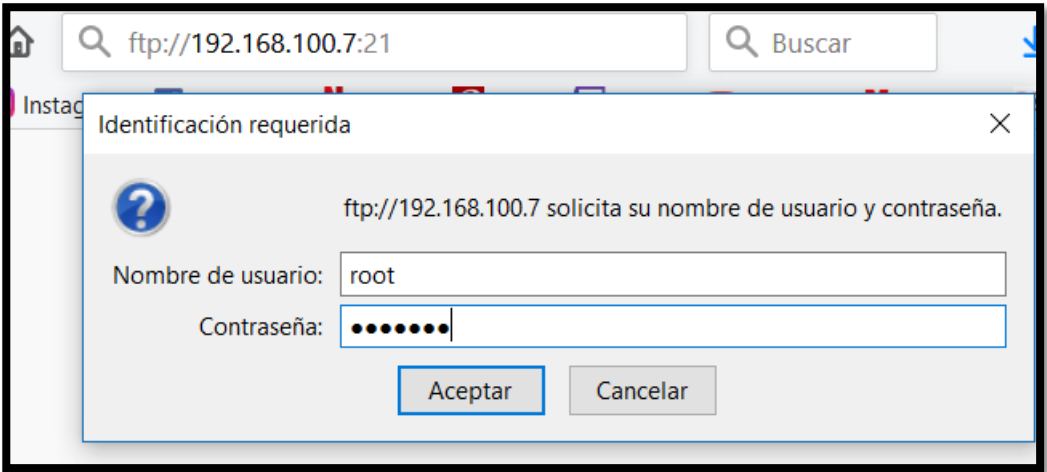 ftp://192.168.100.7:21
Buscar
Instag
Identificación requerida
ftp://192.168.100.7 solicita su nombre de usuario y contraseña.
Nombre de usuario: root
Contraseña: •••••••
Aceptar Cancelar